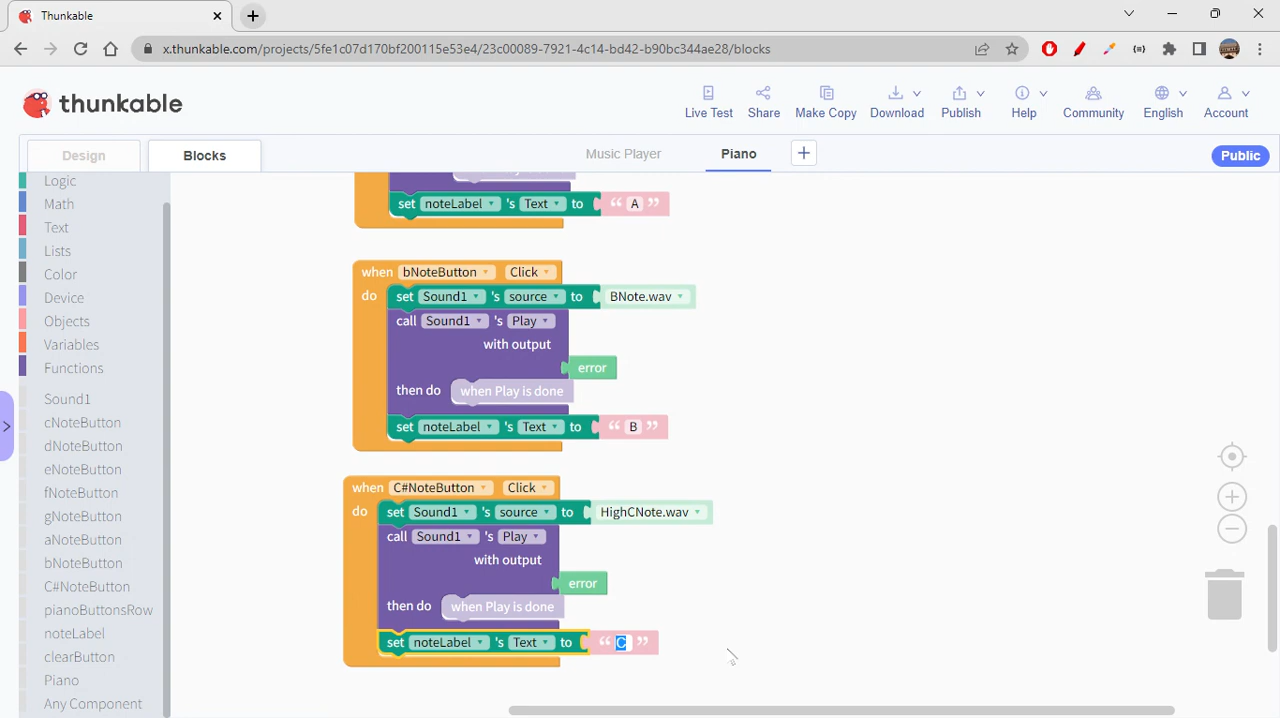 Thunkable
x.thunkable.com/projects/5fe1c07d170bf200115e53e4/23c00089-7921-4c14-bd42-b90bc344ae28/blocks
thunkable
Live Test
Share
Make Copy
Download
Publish
Help
Community
English
Account
Design
Blocks
Music Player
Piano
Public
Logic
Math
Text
Lists
Color
Device
Objects
Variables
Functions
Sound1
cNoteButton
dNoteButton
eNoteButton
fNoteButton
gNoteButton
aNoteButton
bNoteButton
C#NoteButton
pianoButtonsRow
noteLabel
clearButton
Piano
Any Component
set noteLabel 's Text to “ A ”
when bNoteButton Click
do set Sound1 's source to BNote.wav
call Sound1 's Play
with output
error
then do when Play is done
set noteLabel 's Text to “ B ”
when C#NoteButton Click
do set Sound1 's source to HighCNote.wav
call Sound1 's Play
with output
error
then do when Play is done
set noteLabel 's Text to “ C ”